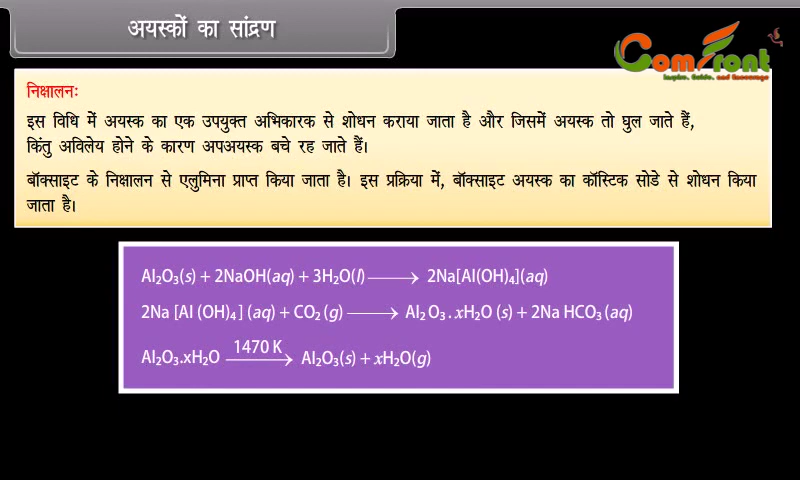 अयस्कों का सांद्रण
ComFront
Inspire, Guide, and Encourage
निक्षालनः
इस विधि में अयस्क का एक उपयुक्त अभिकारक से शोधन कराया जाता है और जिसमें अयस्क तो घुल जाते हैं,
किंतु अविलेय होने के कारण अपअयस्क बचे रह जाते हैं।
बॉक्साइट के निक्षालन से एलुमिना प्राप्त किया जाता है। इस प्रक्रिया में, बॉक्साइट अयस्क का कॉस्टिक सोडे से शोधन किया
जाता है।
Al₂O₃(s) + 2NaOH(aq) + 3H₂O(l) ⟶ 2Na[Al(OH)₄](aq)
2Na [Al (OH)₄] (aq) + CO₂ (g) ⟶ Al₂ O₃. xH₂O (s) + 2Na HCO₃ (aq)
1470 K
Al₂O₃.xH₂O ⟶ Al₂O₃(s) + xH₂O(g)